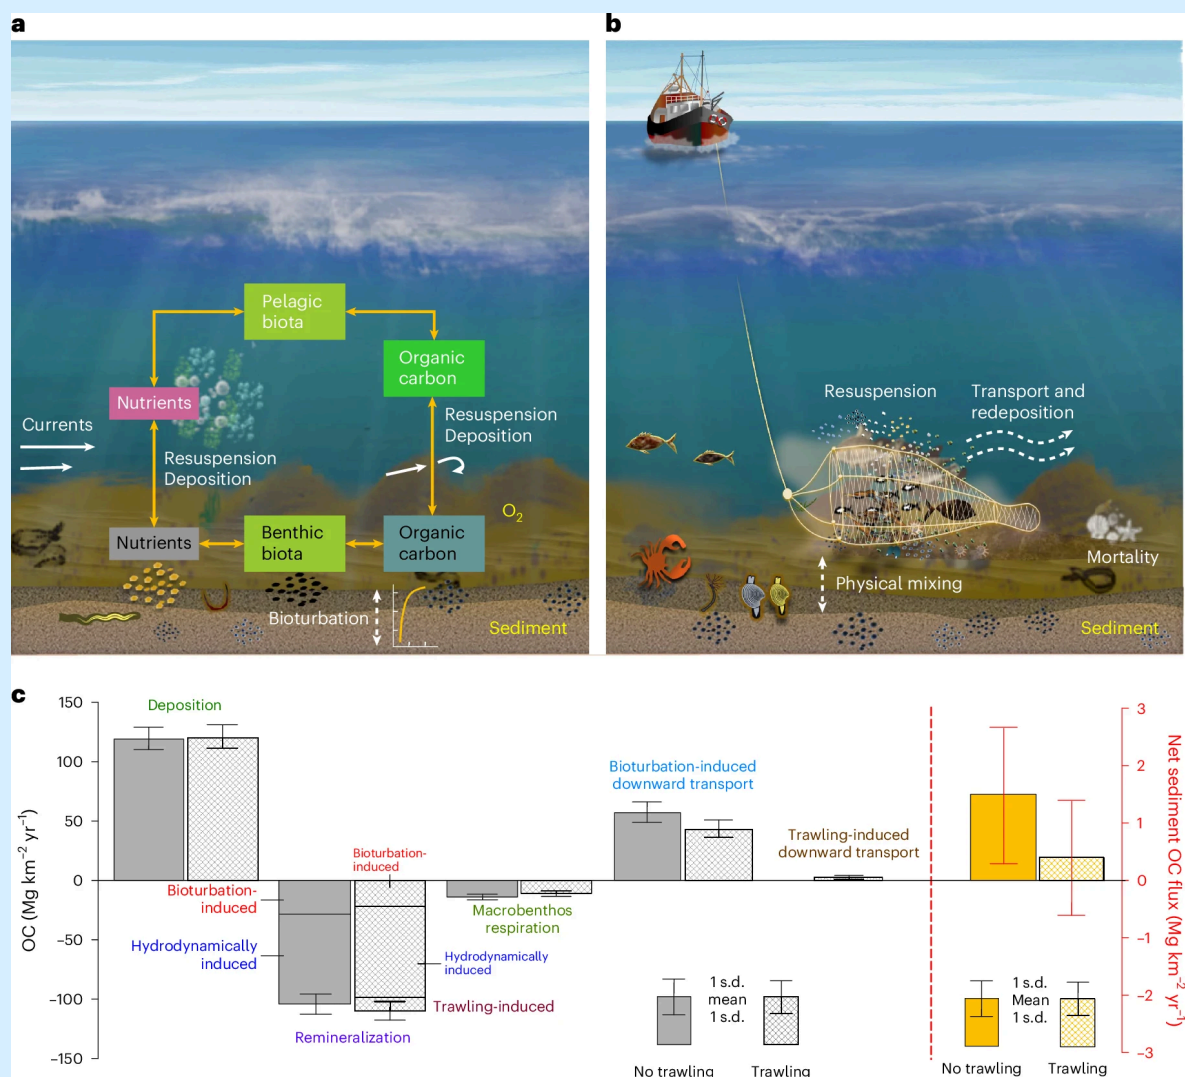 a
Pelagic
biota
Organic
carbon
Nutrients
Currents
Resuspension
Deposition
Resuspension
Deposition
O₂
Nutrients
Benthic
biota
Organic
carbon
Bioturbation
Sediment
b
Resuspension
Transport and
redeposition
Mortality
Physical mixing
Sediment
c
OC (Mg km⁻² yr⁻¹)
150
100
50
0
−50
−100
−150
Deposition
Bioturbation-
induced
Hydrodynamically
induced
Bioturbation-
induced
Hydrodynamically
induced
Trawling-induced
Remineralization
Macrobenthos
respiration
Bioturbation-induced
downward transport
Trawling-induced
downward transport
1 s.d.
mean
1 s.d.
No trawling
Trawling
1 s.d.
Mean
1 s.d.
No trawling
Trawling
3
2
1
0
−1
−2
−3
Net sediment OC flux (Mg km⁻² yr⁻¹)